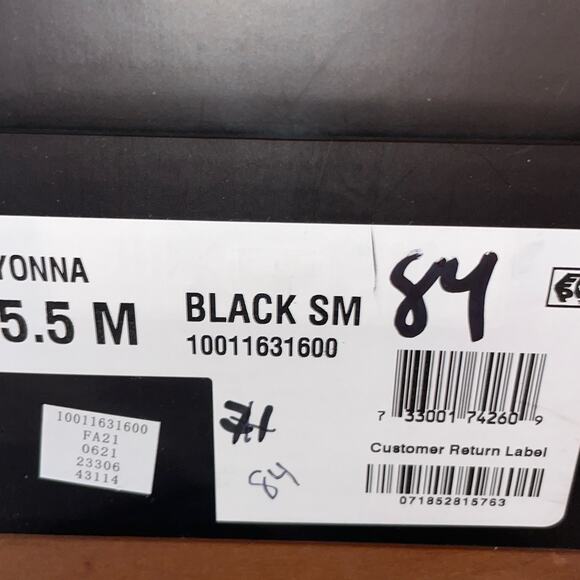 YONNA
5.5 M
BLACK SM
10011631600
84
7 33001 74260 9
Customer Return Label
071852815763
84
10011631600
FA21
0621
23306
43114